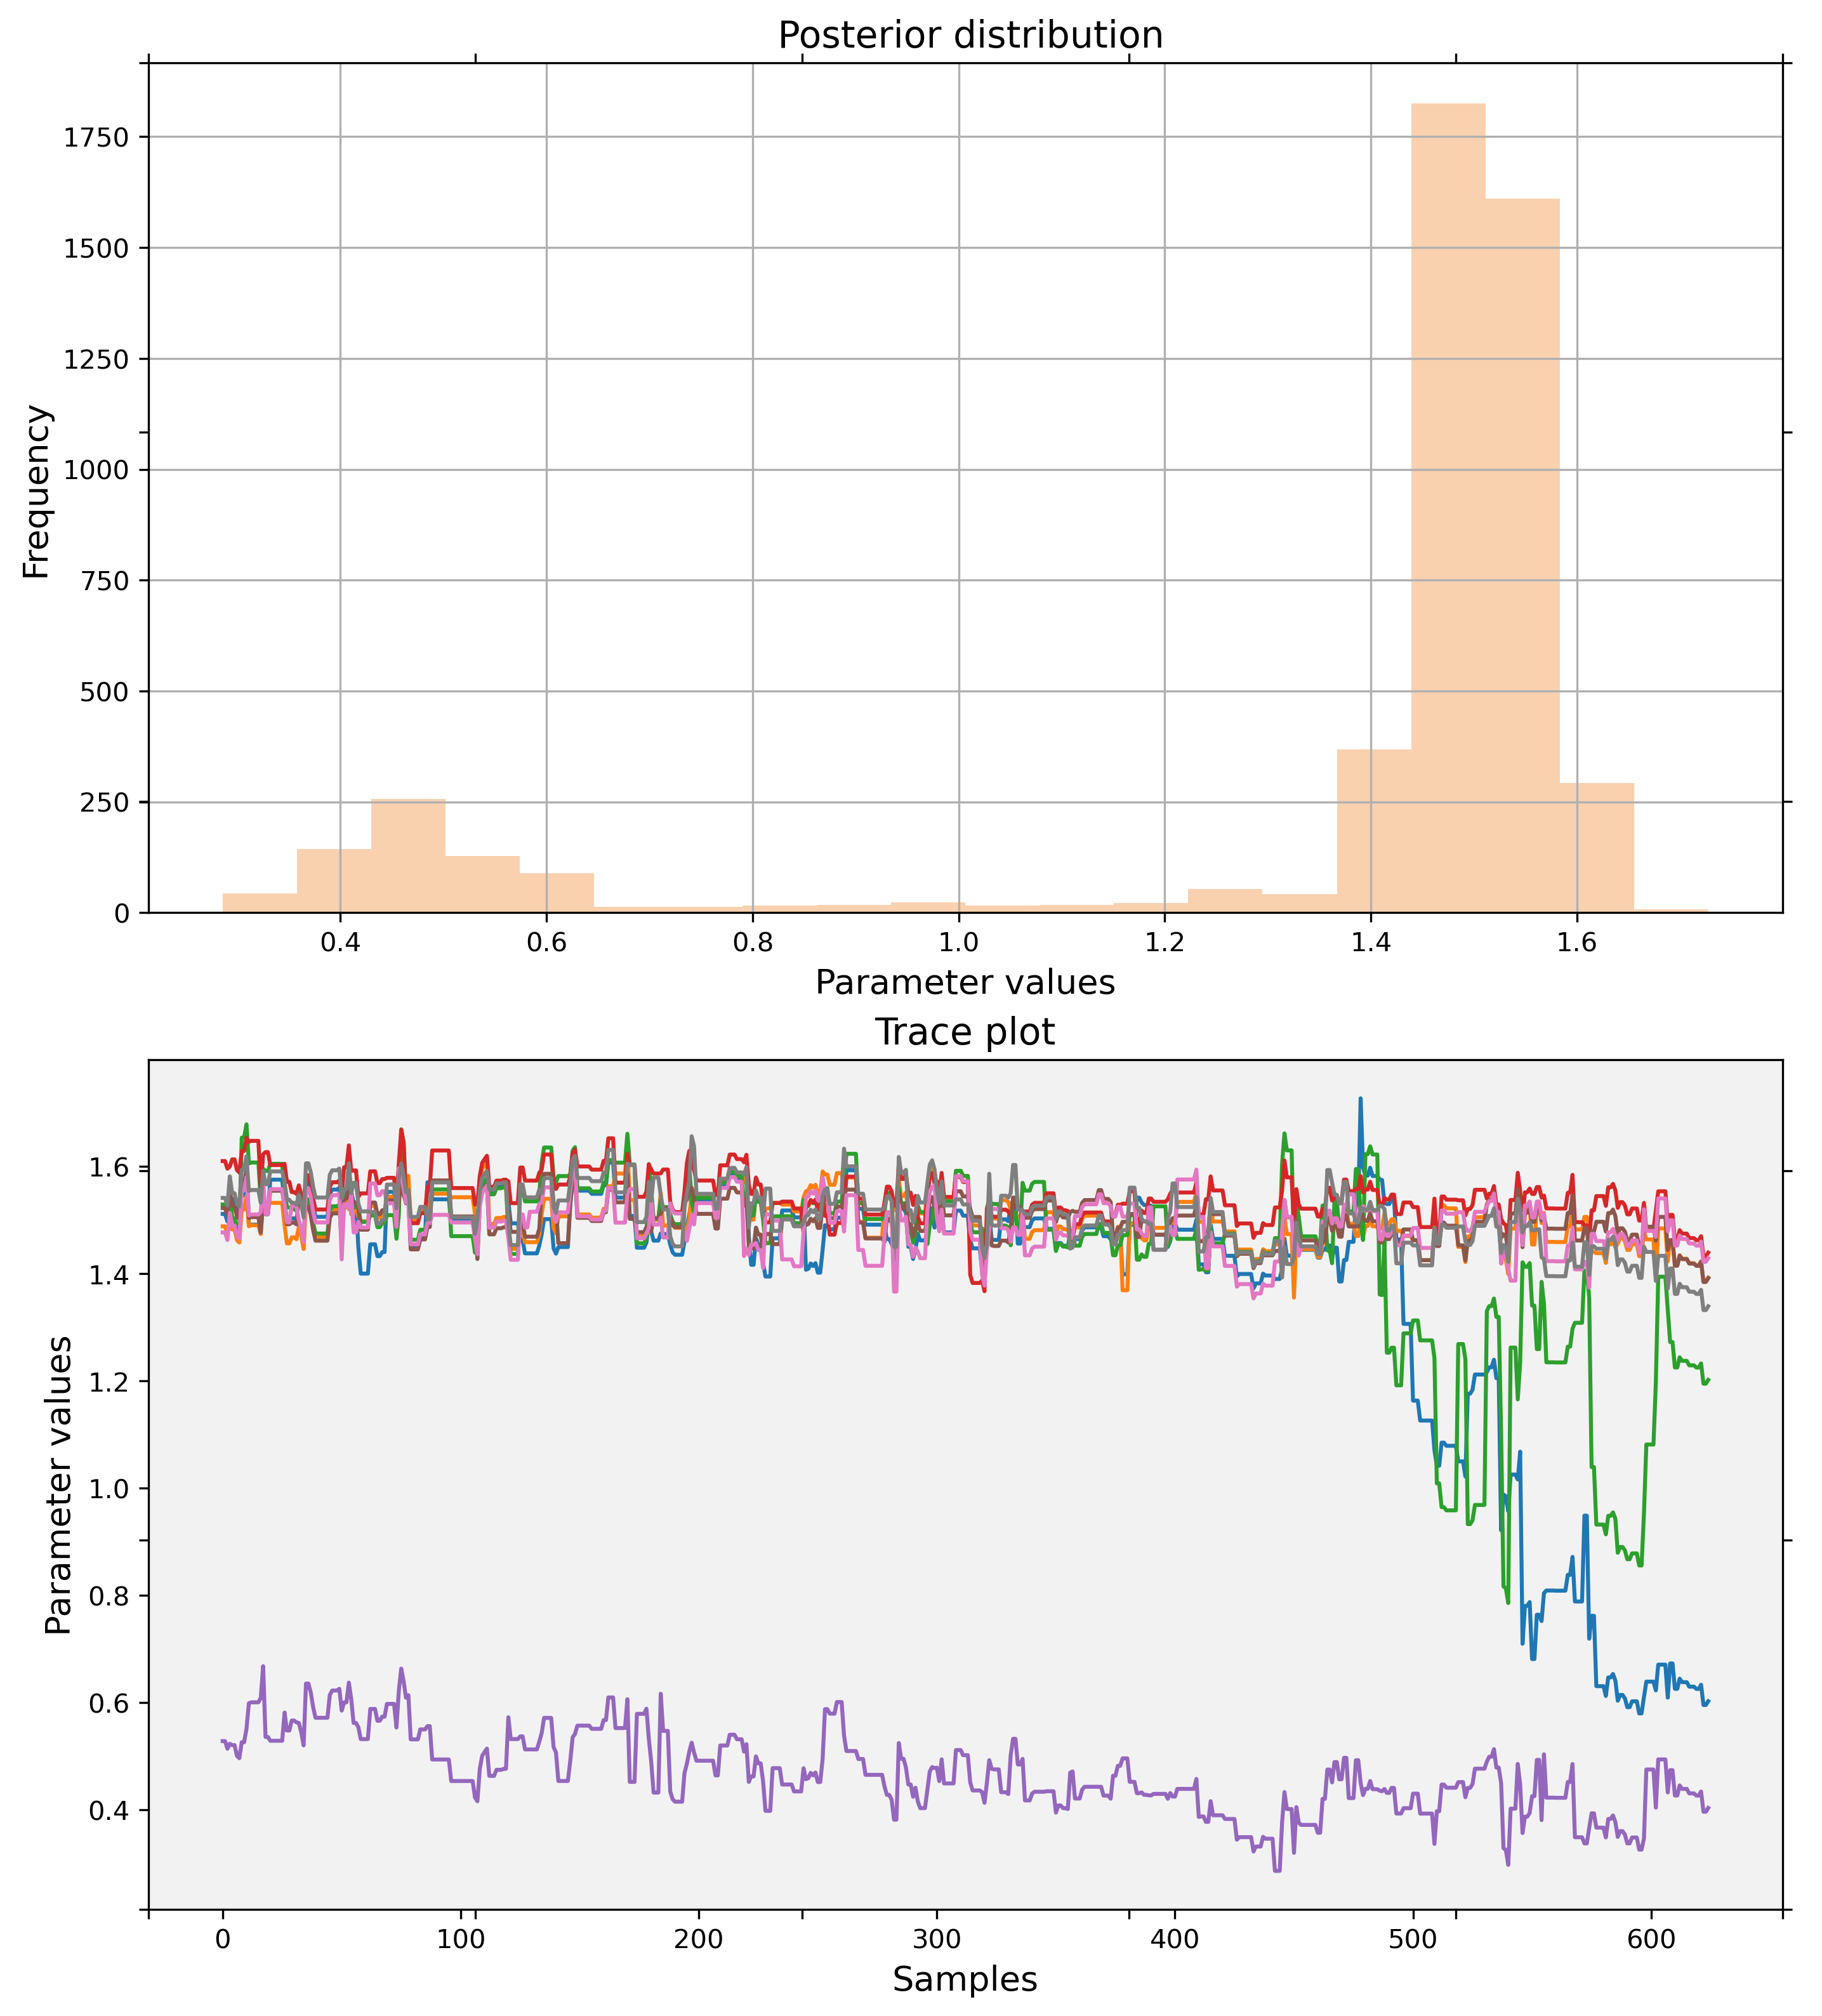 Posterior distribution
1750
1500
1250
1000
750
500
250
0
Frequency
0.4 0.6 0.8 1.0 1.2 1.4 1.6
Parameter values
Trace plot
1.6
1.4
1.2
1.0
0.8
0.6
0.4
Parameter values
0 100 200 300 400 500 600
Samples